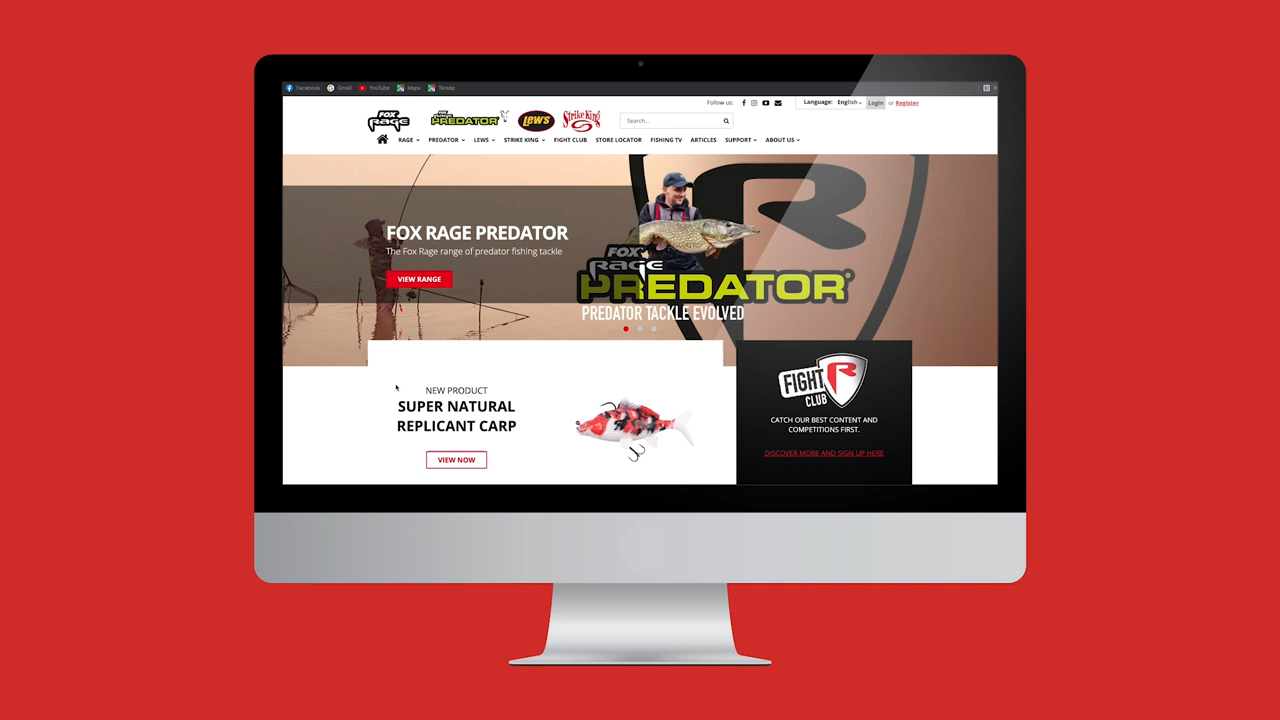 Facebook Gmail YouTube Maps Térkép
Follow us: Language: English Login or Register
FOX RAGE FOX RAGE PREDATOR LEW'S Strike King Search...
RAGE PREDATOR LEWS STRIKE KING FIGHT CLUB STORE LOCATOR FISHING TV ARTICLES SUPPORT ABOUT US
FOX RAGE PREDATOR
The Fox Rage range of predator fishing tackle
VIEW RANGE
FOX
RAGE
PREDATOR
PREDATOR TACKLE EVOLVED
NEW PRODUCT
SUPER NATURAL
REPLICANT CARP
VIEW NOW
FIGHT R
CLUB
CATCH OUR BEST CONTENT AND
COMPETITIONS FIRST.
DISCOVER MORE AND SIGN UP HERE